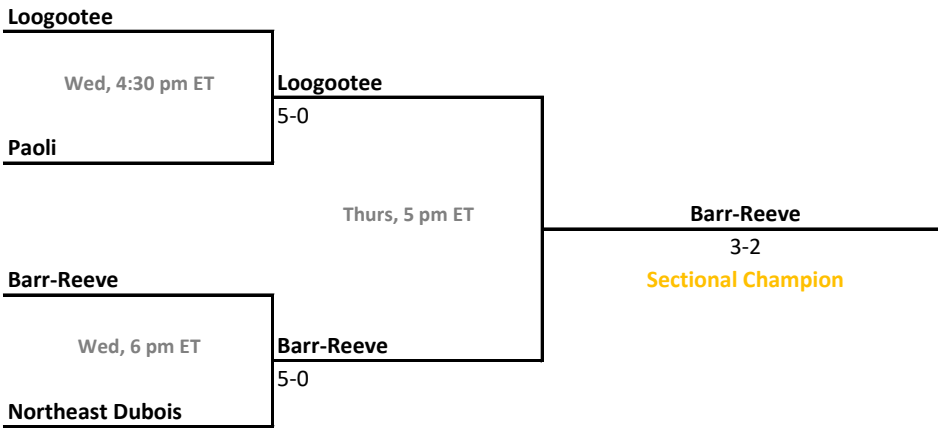 Loogootee
Wed, 4:30 pm ET
Loogootee
5-0
Paoli
Thurs, 5 pm ET
Barr-Reeve
3-2
Sectional Champion
Barr-Reeve
Wed, 6 pm ET
Barr-Reeve
5-0
Northeast Dubois